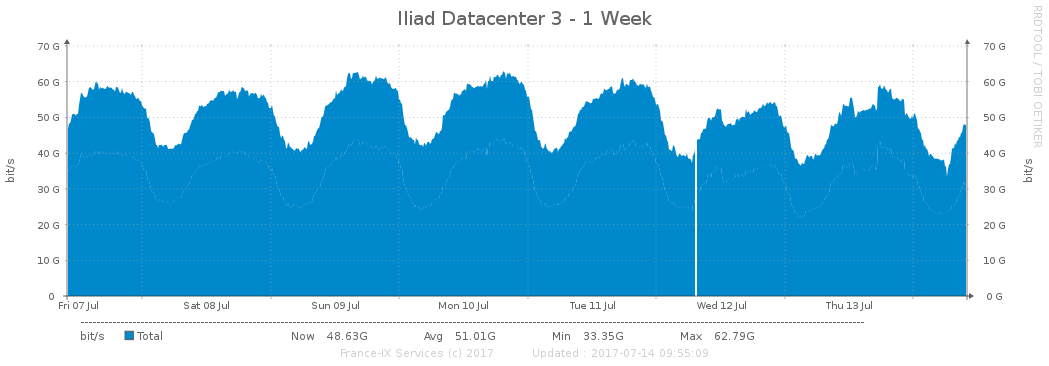 Iliad Datacenter 3 - 1 Week
RRDTOOL / TOBI OETIKER
70 G 70 G
60 G 60 G
50 G 50 G
40 G 40 G
30 G 30 G
20 G 20 G
10 G 10 G
0 0 G
bit/s
bit/s
Fri 07 Jul Sat 08 Jul Sun 09 Jul Mon 10 Jul Tue 11 Jul Wed 12 Jul Thu 13 Jul
bit/s Total Now 48.63G Avg 51.01G Min 33.35G Max 62.79G
France-IX Services (c) 2017 Updated : 2017-07-14 09:55:09